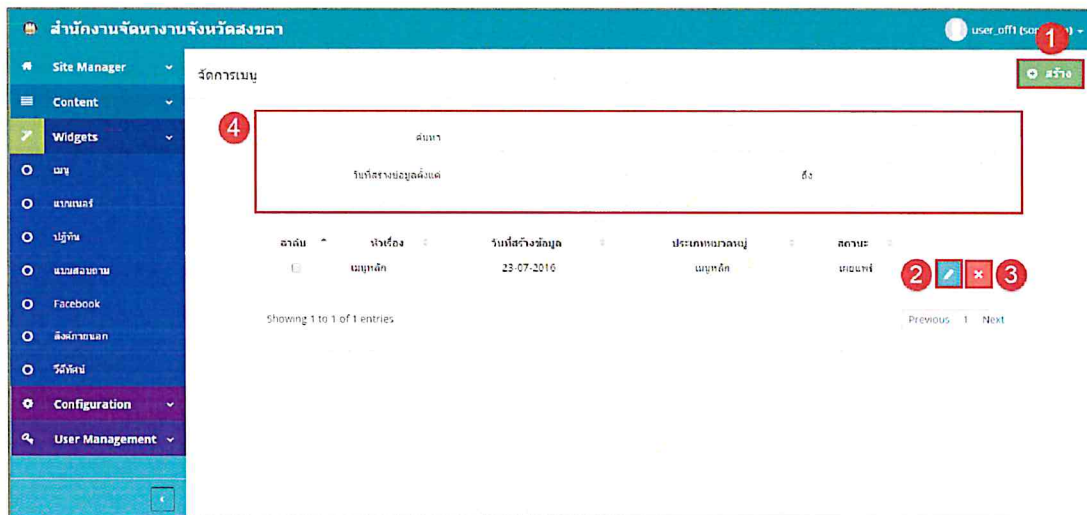 สำนักงานจัดหางานจังหวัดสงขลา
user_off1
1
Site Manager
จัดการเมนู
สร้าง
Content
4
Widgets
ค้นหา
เมนู
วันที่สร้างข้อมูลตั้งแต่
ถึง
แบบเนอร์
ปฏิทิน
ลำดับ หัวเรื่อง วันที่สร้างข้อมูล ประเภทหมวดหมู่ สถานะ
แบบสอบถาม
เมนูหลัก 23-07-2016 เมนูหลัก เผยแพร่ 2 3
Facebook
Showing 1 to 1 of 1 entries
Previous 1 Next
ลิงค์ภายนอก
วีดีทัศน์
Configuration
User Management